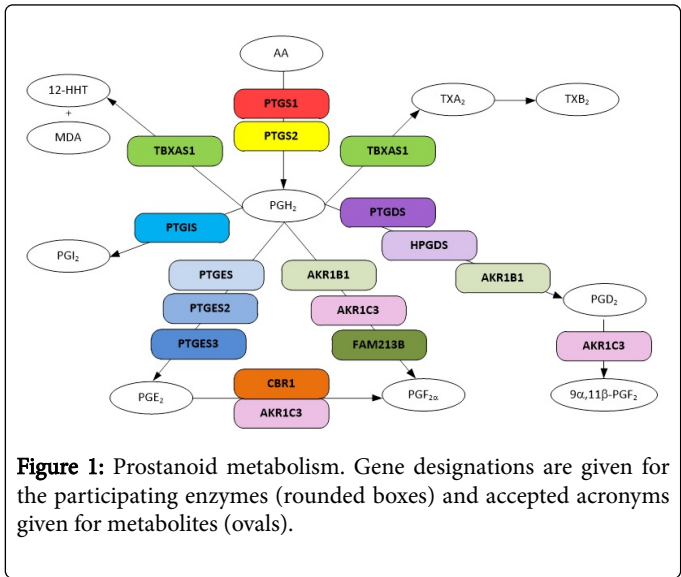 AA
12-HHT
+
MDA
PTGS1
TXA₂
TXB₂
PTGS2
TBXAS1
TBXAS1
PGH₂
PTGDS
PTGIS
HPGDS
PGI₂
PTGES
AKR1B1
AKR1B1
PTGES2
AKR1C3
PGD₂
PTGES3
FAM213B
AKR1C3
CBR1
PGE₂
PGF₂α
9α,11β-PGF₂
AKR1C3
Figure 1: Prostanoid metabolism. Gene designations are given for
the participating enzymes (rounded boxes) and accepted acronyms
given for metabolites (ovals).